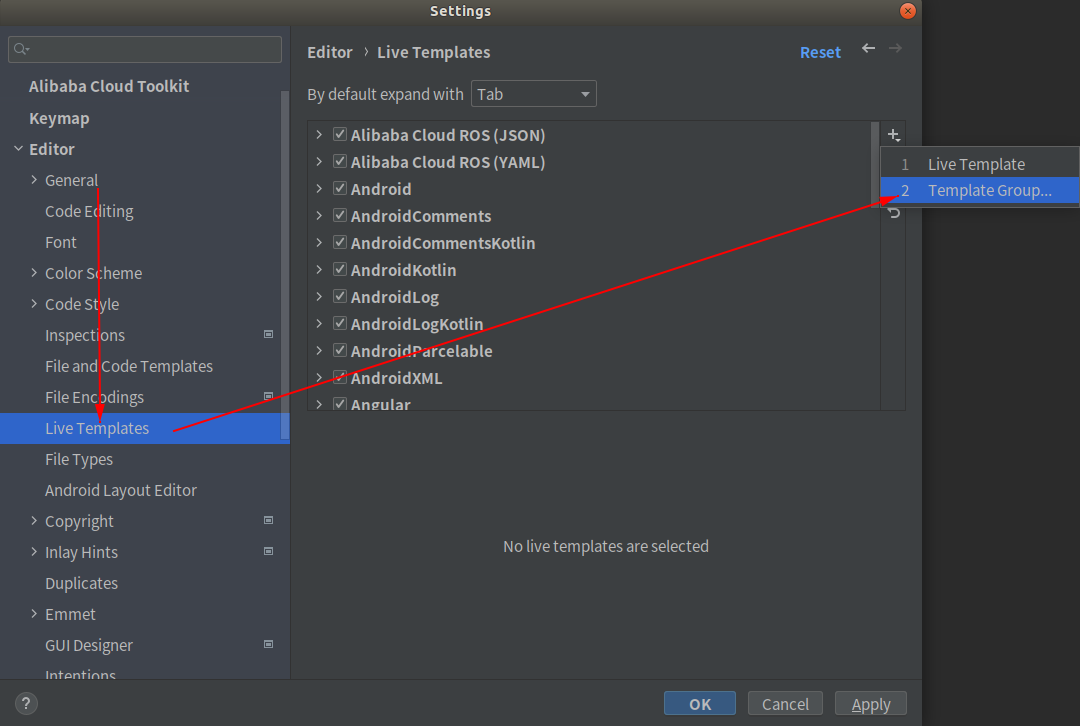 Settings
Alibaba Cloud Toolkit
Keymap
Editor
General
Code Editing
Font
Color Scheme
Code Style
Inspections
File and Code Templates
File Encodings
Live Templates
File Types
Android Layout Editor
Copyright
Inlay Hints
Duplicates
Emmet
GUI Designer
Intentions
Editor › Live Templates
Reset
By default expand with Tab
Alibaba Cloud ROS (JSON)
Alibaba Cloud ROS (YAML)
Android
AndroidComments
AndroidCommentsKotlin
AndroidKotlin
AndroidLog
AndroidLogKotlin
AndroidParcelable
AndroidXML
Angular
1 Live Template
2 Template Group...
No live templates are selected
?
OK
Cancel
Apply